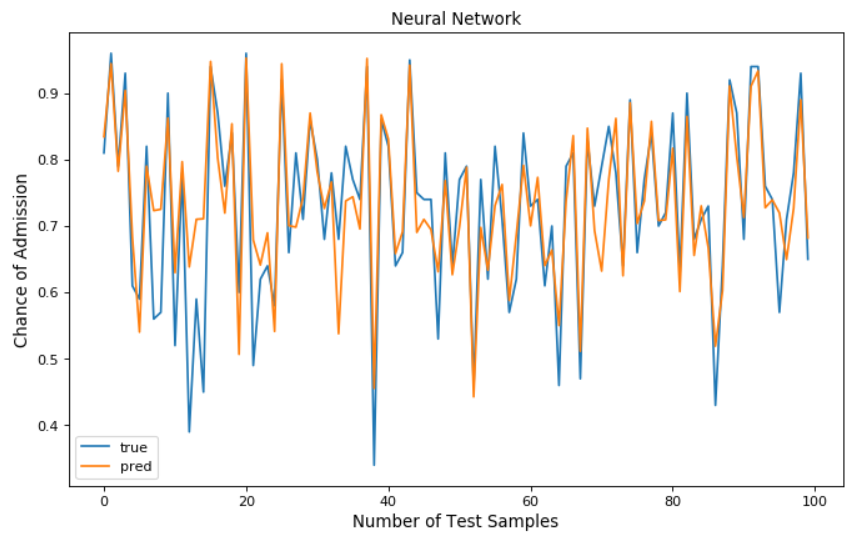 Neural Network
Chance of Admission
0.9
0.8
0.7
0.6
0.5
0.4
true
pred
0 20 40 60 80 100
Number of Test Samples